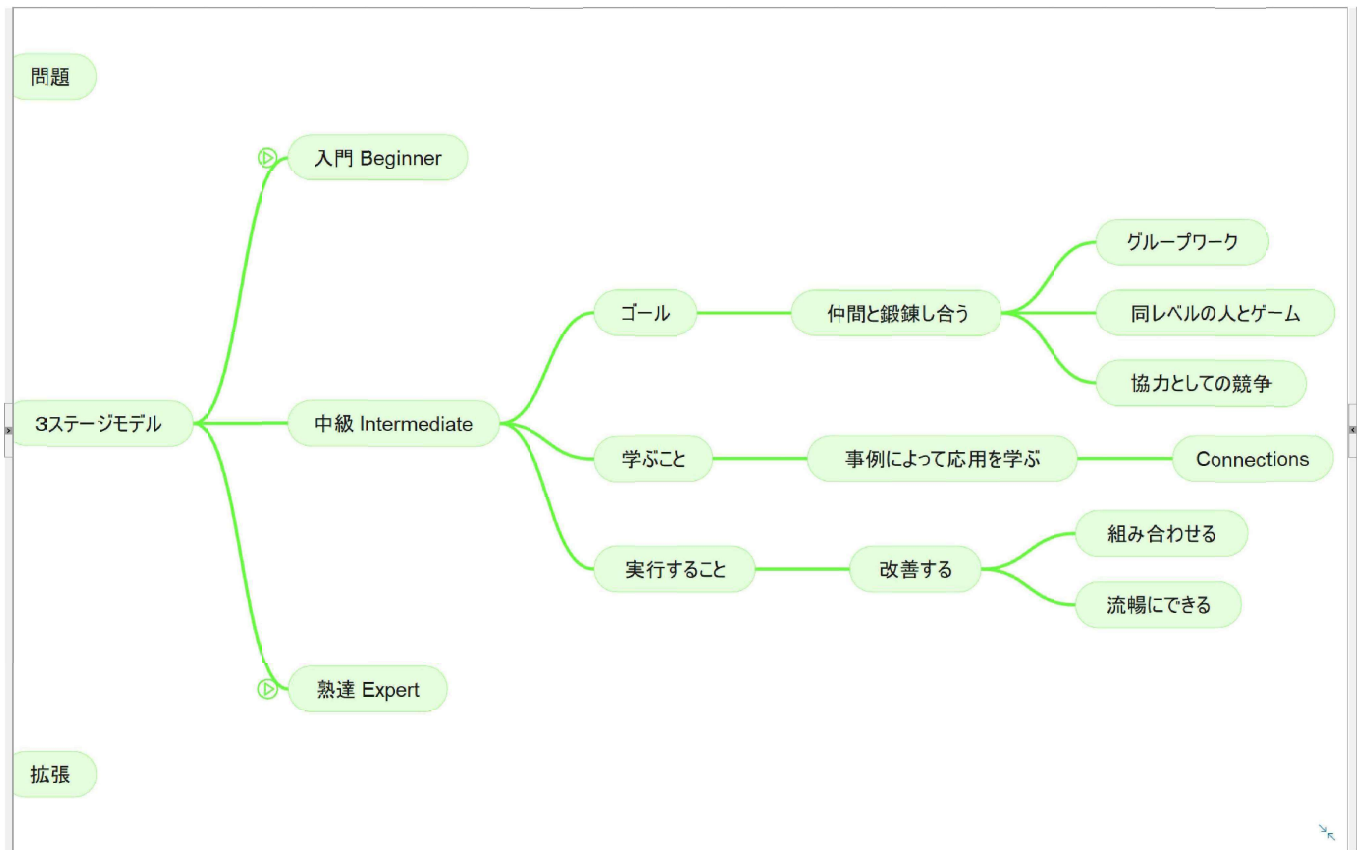 問題
入門 Beginner
グループワーク
ゴール
仲間と鍛錬し合う
同レベルの人とゲーム
協力としての競争
3ステージモデル
中級 Intermediate
学ぶこと
事例によって応用を学ぶ
Connections
組み合わせる
実行すること
改善する
流暢にできる
熟達 Expert
拡張